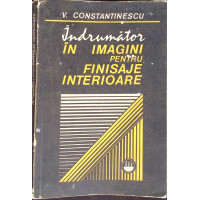 V. CONSTANTINESCU
Îndrumător
ÎN IMAGINI
PENTRU
FINISAJE
INTERIOARE